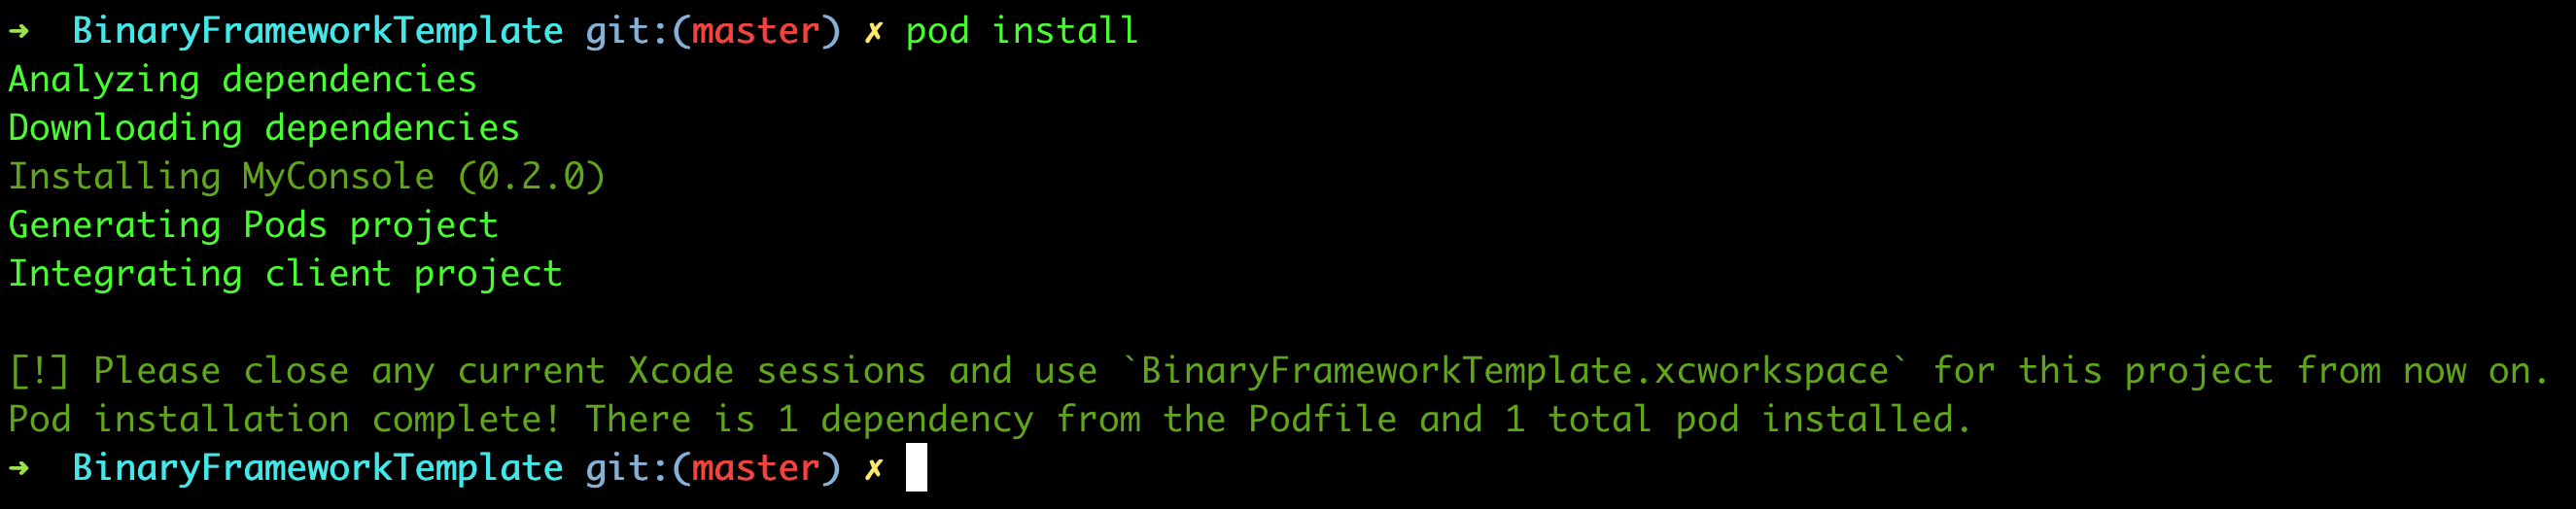 ➜  BinaryFrameworkTemplate git:(master) ✗ pod install
Analyzing dependencies
Downloading dependencies
Installing MyConsole (0.2.0)
Generating Pods project
Integrating client project
[!] Please close any current Xcode sessions and use `BinaryFrameworkTemplate.xcworkspace` for this project from now on.
Pod installation complete! There is 1 dependency from the Podfile and 1 total pod installed.
➜  BinaryFrameworkTemplate git:(master) ✗